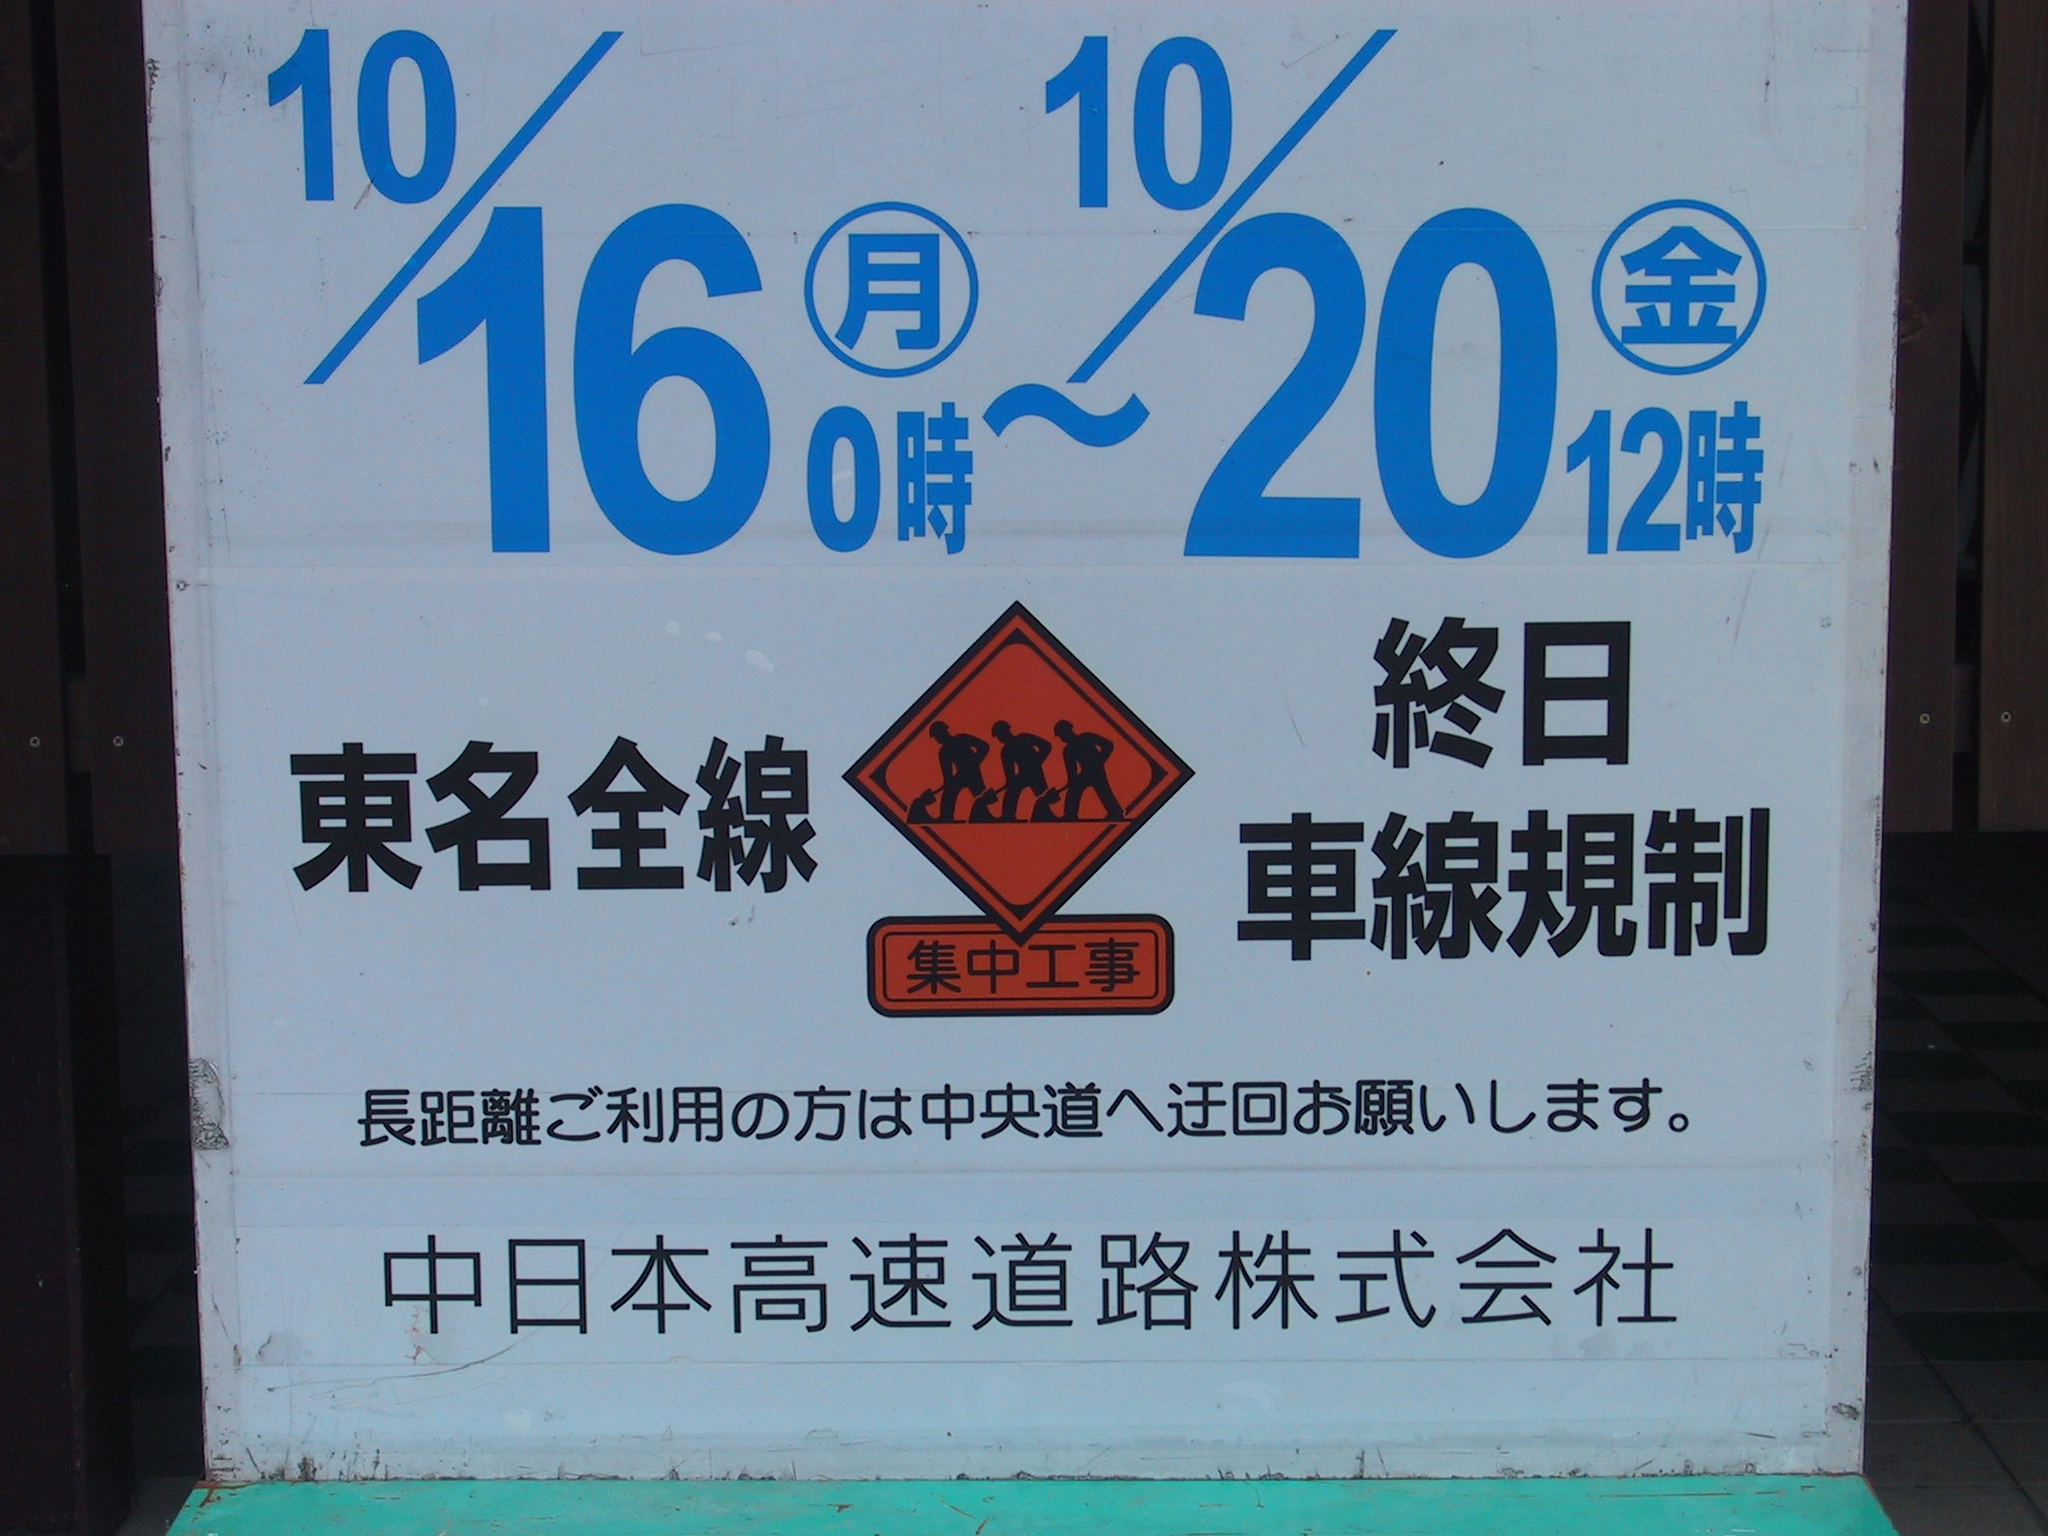 10/16㊊0時～10/20㊎12時
東名全線
集中工事
終日
車線規制
長距離ご利用の方は中央道へ迂回お願いします。
中日本高速道路株式会社